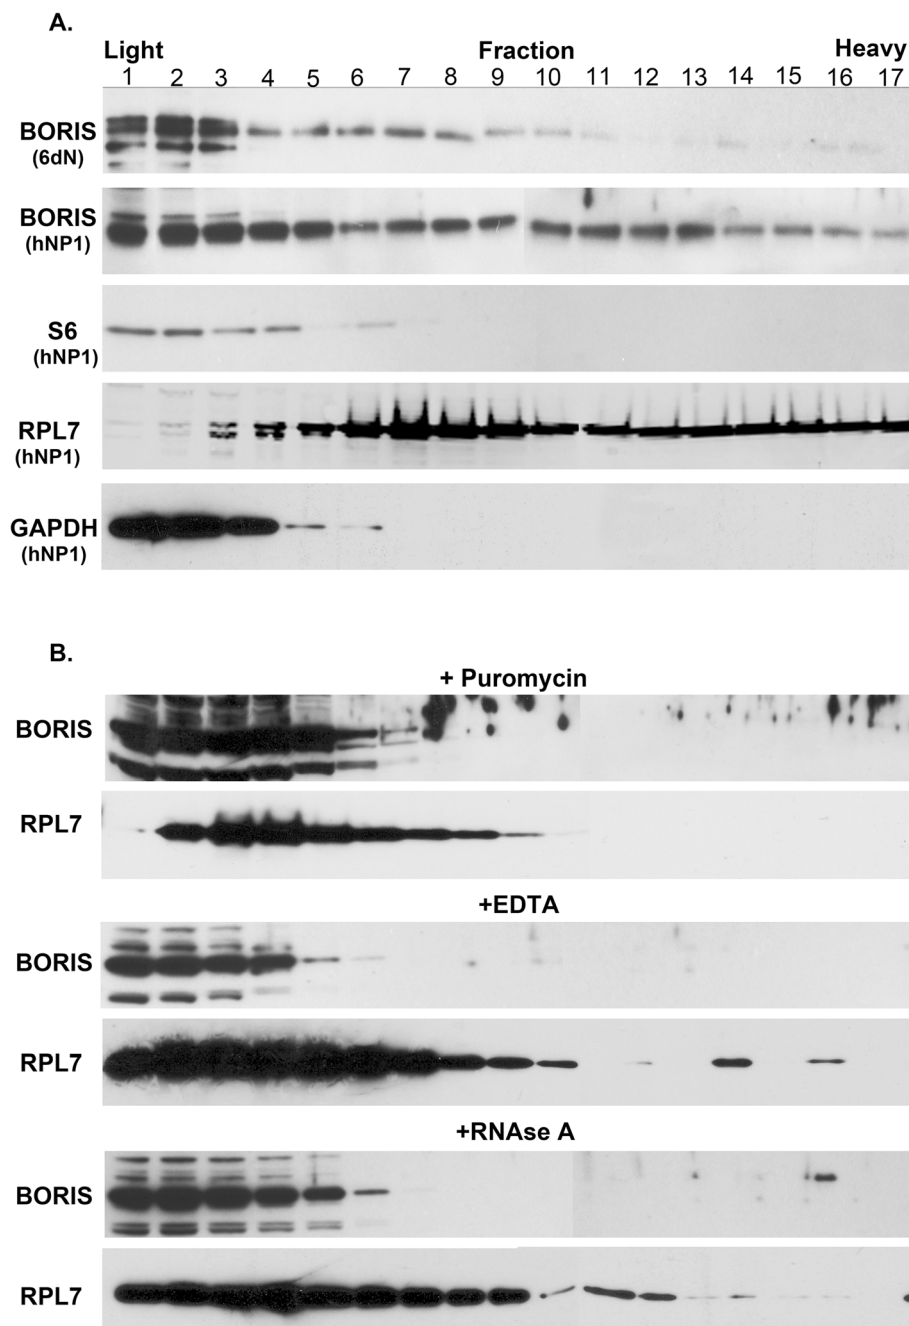 A.
Light Fraction Heavy
1 2 3 4 5 6 7 8 9 10 11 12 13 14 15 16 17
BORIS
(6dN)
BORIS
(hNP1)
S6
(hNP1)
RPL7
(hNP1)
GAPDH
(hNP1)
B.
+ Puromycin
BORIS
RPL7
+EDTA
BORIS
RPL7
+RNAse A
BORIS
RPL7